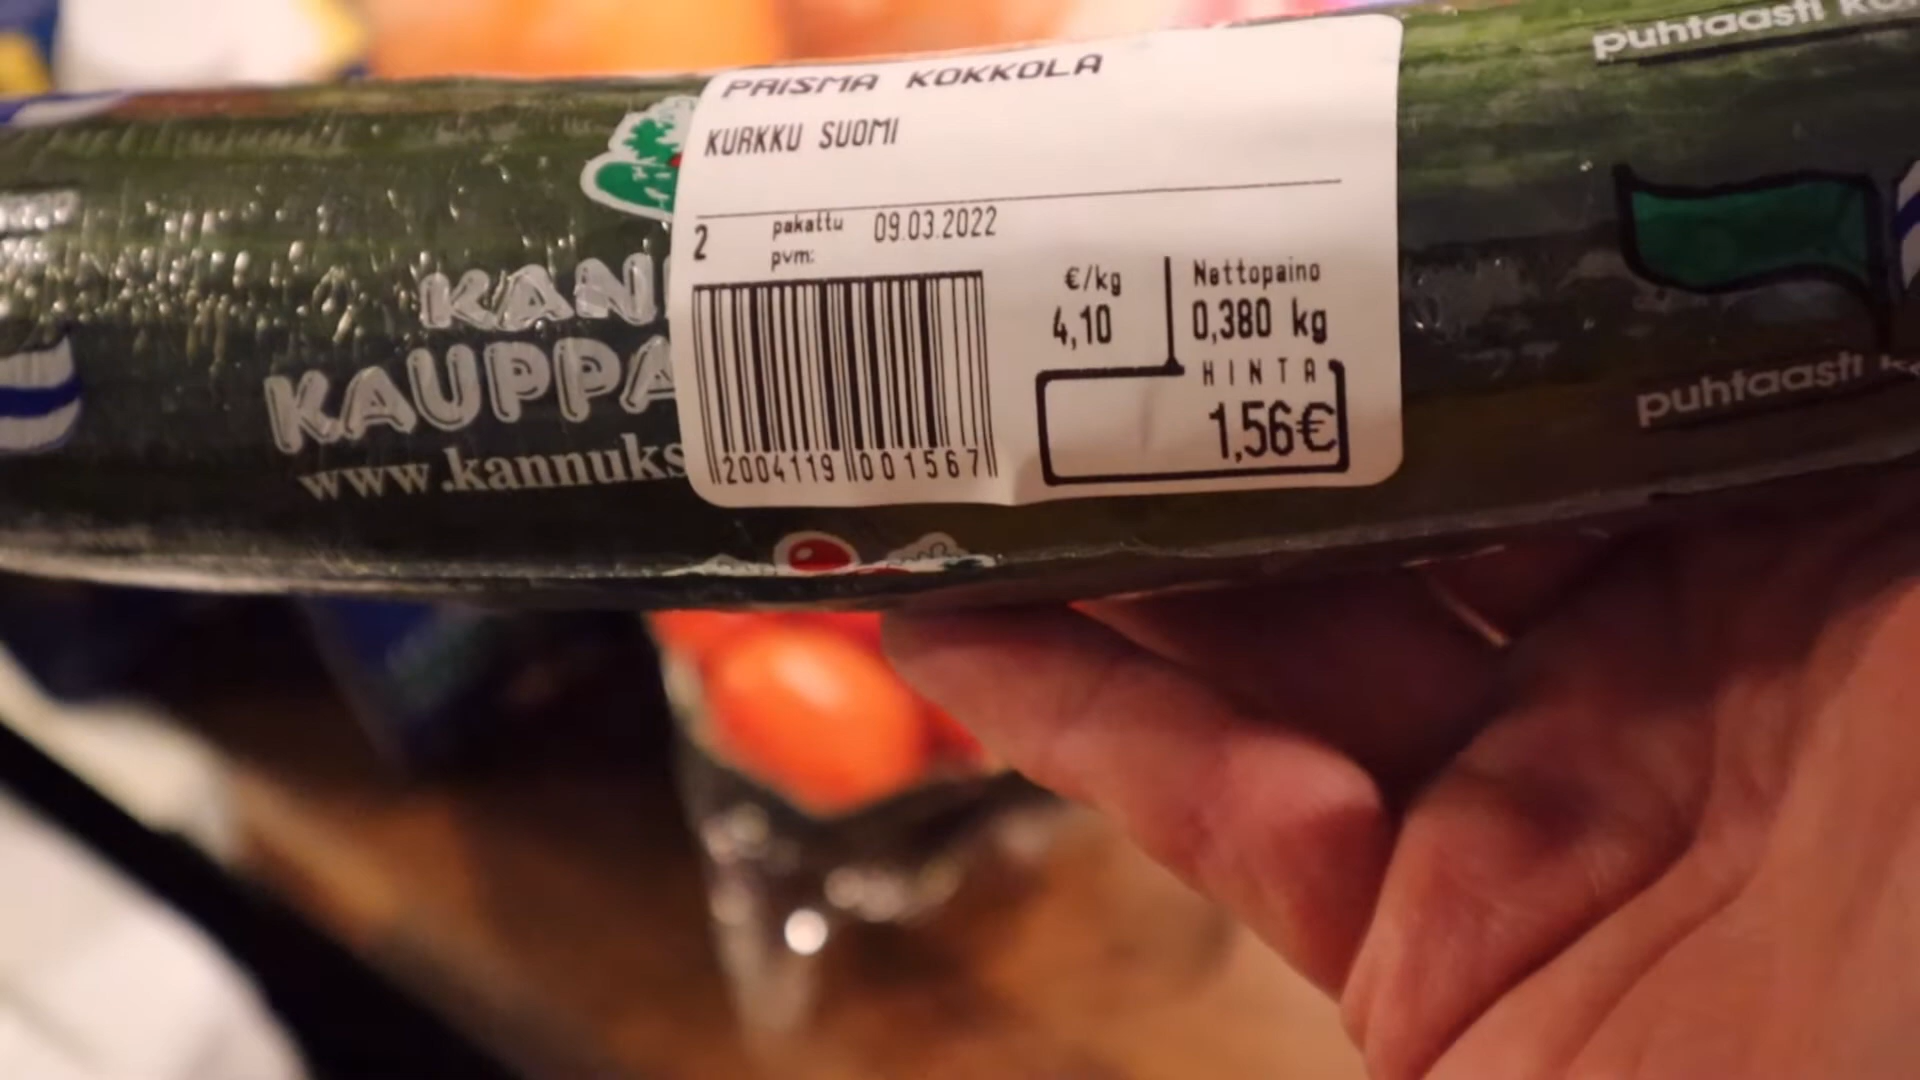 puhtaasti
PRISMA KOKKOLA
KURKKU SUOMI
2 pakattu pvm: 09.03.2022
€/kg
4,10
Nettopaino
0,380 kg
HINTA
1,56€
2004119 001567
KAN
KAUPPA
www.kannuks
puhtaasti